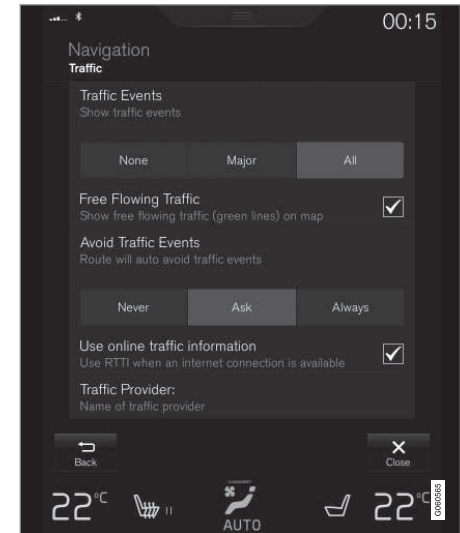 00:15
Navigation
Traffic
Traffic Events
Show traffic events
None Major All
Free Flowing Traffic
Show free flowing traffic (green lines) on map
Avoid Traffic Events
Route will auto avoid traffic events
Never Ask Always
Use online traffic
information
Use RTTI when an internet connection is available
Traffic Provider:
Name of traffic provider
Back Close
22°C AUTO 22°C
G060565